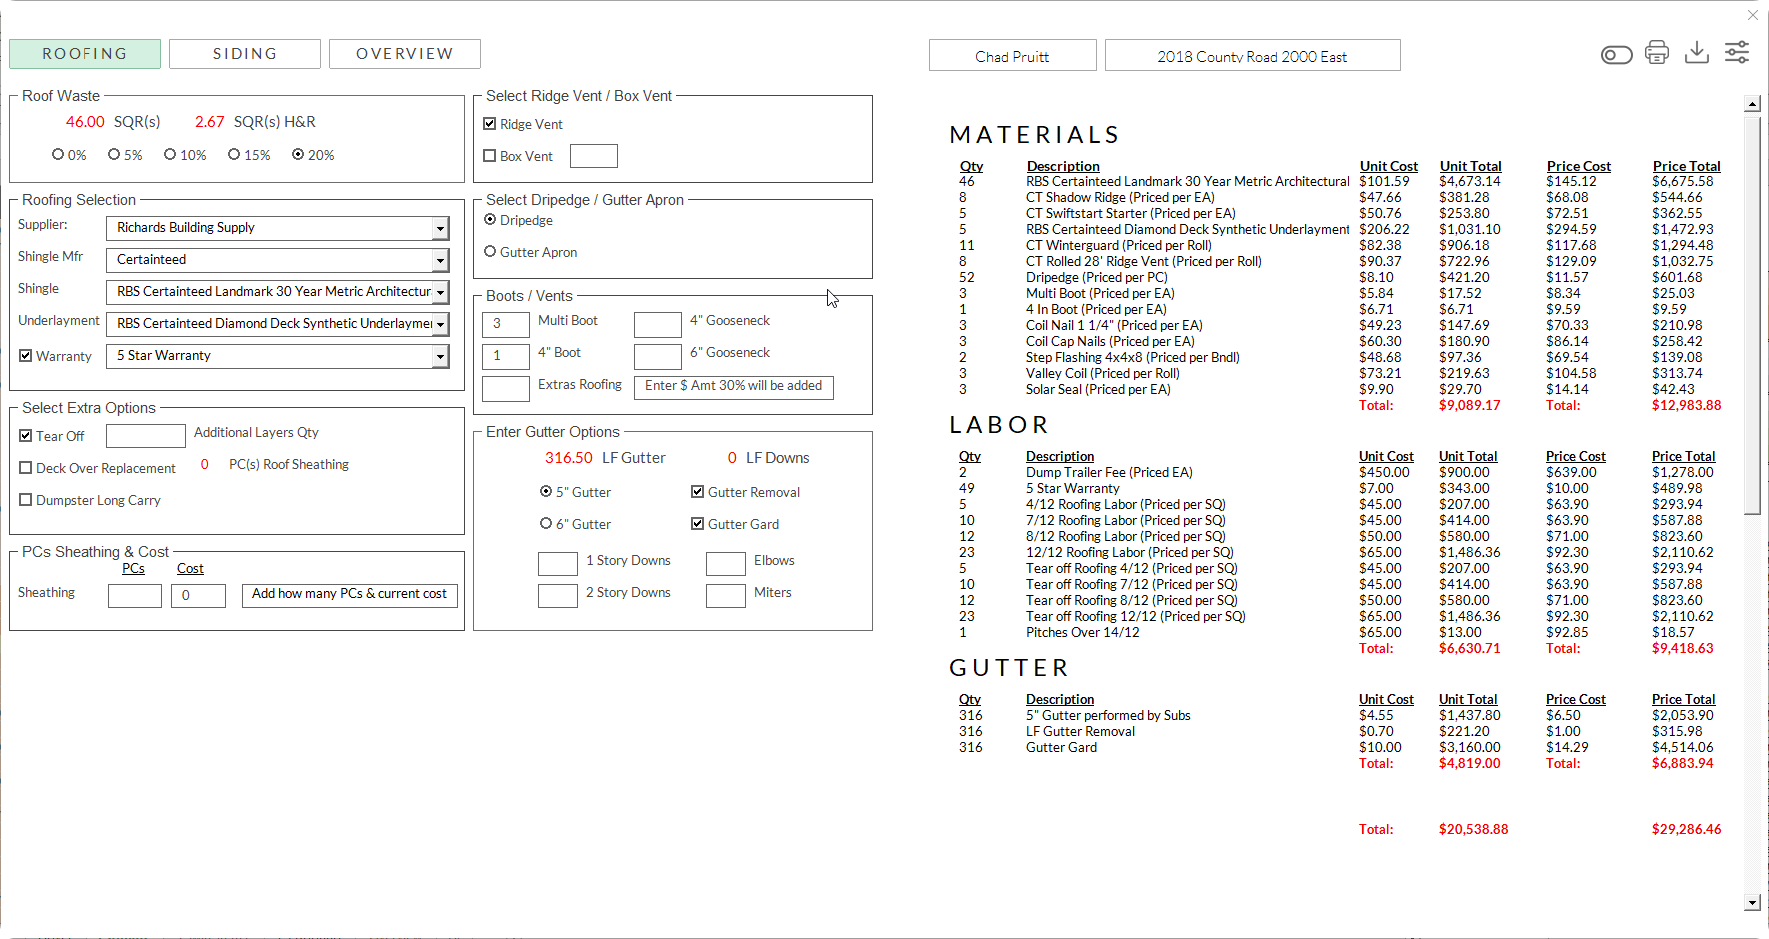 ROOFING SIDING OVERVIEW Chad Pruitt 2018 County Road 2000 East
Roof Waste
46.00 SQR(s) 2.67 SQR(s) H&R
0% 5% 10% 15% 20%
Roofing Selection
Supplier: Richards Building Supply
Shingle Mfr Certainteed
Shingle RBS Certainteed Landmark 30 Year Metric Architectur
Underlayment RBS Certainteed Diamond Deck Synthetic Underlaymer
Warranty 5 Star Warranty
Select Extra Options
Tear Off Additional Layers Qty
Deck Over Replacement 0 PC(s) Roof Sheathing
Dumpster Long Carry
PCs Sheathing & Cost
PCs Cost
Sheathing 0 Add how many PCs & current cost
Select Ridge Vent / Box Vent
Ridge Vent
Box Vent
Select Dripedge / Gutter Apron
Dripedge
Gutter Apron
Boots / Vents
3 Multi Boot 4" Gooseneck
1 4" Boot 6" Gooseneck
Extras Roofing Enter $ Amt 30% will be added
Enter Gutter Options
316.50 LF Gutter 0 LF Downs
5" Gutter Gutter Removal
6" Gutter Gutter Gard
1 Story Downs Elbows
2 Story Downs Miters
MATERIALS
Qty Description Unit Cost Unit Total Price Cost Price Total
46 RBS Certainteed Landmark 30 Year Metric Architectural $101.59 $4,673.14 $145.12 $6,675.58
8 CT Shadow Ridge (Priced per EA) $47.66 $381.28 $68.08 $544.66
5 CT Swiftstart Starter (Priced per EA) $50.76 $253.80 $72.51 $362.55
5 RBS Certainteed Diamond Deck Synthetic Underlayment $206.22 $1,031.10 $294.59 $1,472.93
11 CT Winterguard (Priced per Roll) $82.38 $906.18 $117.68 $1,294.48
8 CT Rolled 28' Ridge Vent (Priced per Roll) $90.37 $722.96 $129.09 $1,032.75
52 Dripedge (Priced per PC) $8.10 $421.20 $11.57 $601.68
3 Multi Boot (Priced per EA) $5.84 $17.52 $8.34 $25.03
1 4 In Boot (Priced per EA) $6.71 $6.71 $9.59 $9.59
3 Coil Nail 1 1/4" (Priced per EA) $49.23 $147.69 $70.33 $210.98
3 Coil Cap Nails (Priced per EA) $60.30 $180.90 $86.14 $258.42
2 Step Flashing 4x4x8 (Priced per Bndl) $48.68 $97.36 $69.54 $139.08
3 Valley Coil (Priced per Roll) $73.21 $219.63 $104.58 $313.74
3 Solar Seal (Priced per EA) $9.90 $29.70 $14.14 $42.43
Total: $9,089.17 Total: $12,983.88
LABOR
Qty Description Unit Cost Unit Total Price Cost Price Total
2 Dump Trailer Fee (Priced EA) $450.00 $900.00 $639.00 $1,278.00
49 5 Star Warranty $7.00 $343.00 $10.00 $489.98
5 4/12 Roofing Labor (Priced per SQ) $45.00 $207.00 $63.90 $293.94
10 7/12 Roofing Labor (Priced per SQ) $45.00 $414.00 $63.90 $587.88
12 8/12 Roofing Labor (Priced per SQ) $50.00 $580.00 $71.00 $823.60
23 12/12 Roofing Labor (Priced per SQ) $65.00 $1,486.36 $92.30 $2,110.62
5 Tear off Roofing 4/12 (Priced per SQ) $45.00 $207.00 $63.90 $293.94
10 Tear off Roofing 7/12 (Priced per SQ) $45.00 $414.00 $63.90 $587.88
12 Tear off Roofing 8/12 (Priced per SQ) $50.00 $580.00 $71.00 $823.60
23 Tear off Roofing 12/12 (Priced per SQ) $65.00 $1,486.36 $92.30 $2,110.62
1 Pitches Over 14/12 $65.00 $13.00 $92.85 $18.57
Total: $6,630.71 Total: $9,418.63
GUTTER
Qty Description Unit Cost Unit Total Price Cost Price Total
316 5" Gutter performed by Subs $4.55 $1,437.80 $6.50 $2,053.90
316 LF Gutter Removal $0.70 $221.20 $1.00 $315.98
316 Gutter Gard $10.00 $3,160.00 $14.29 $4,514.06
Total: $4,819.00 Total: $6,883.94
Total: $20,538.88 $29,286.46